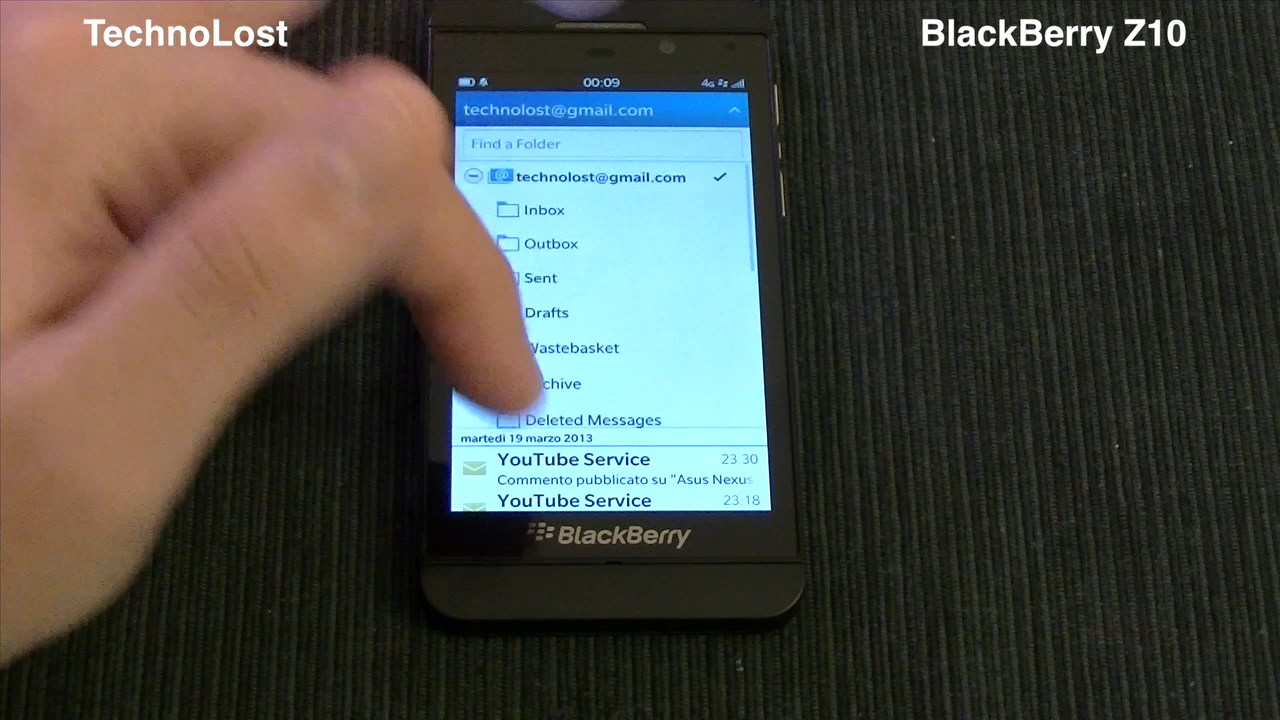 TechnoLost
BlackBerry Z10
00:09
4G
technolost@gmail.com
Find a Folder
technolost@gmail.com
Inbox
Outbox
Sent
Drafts
Wastebasket
chive
Deleted Messages
martedì 19 marzo 2013
YouTube Service 23:30
Commento pubblicato su "Asus Nexus
YouTube Service 23:18
BlackBerry